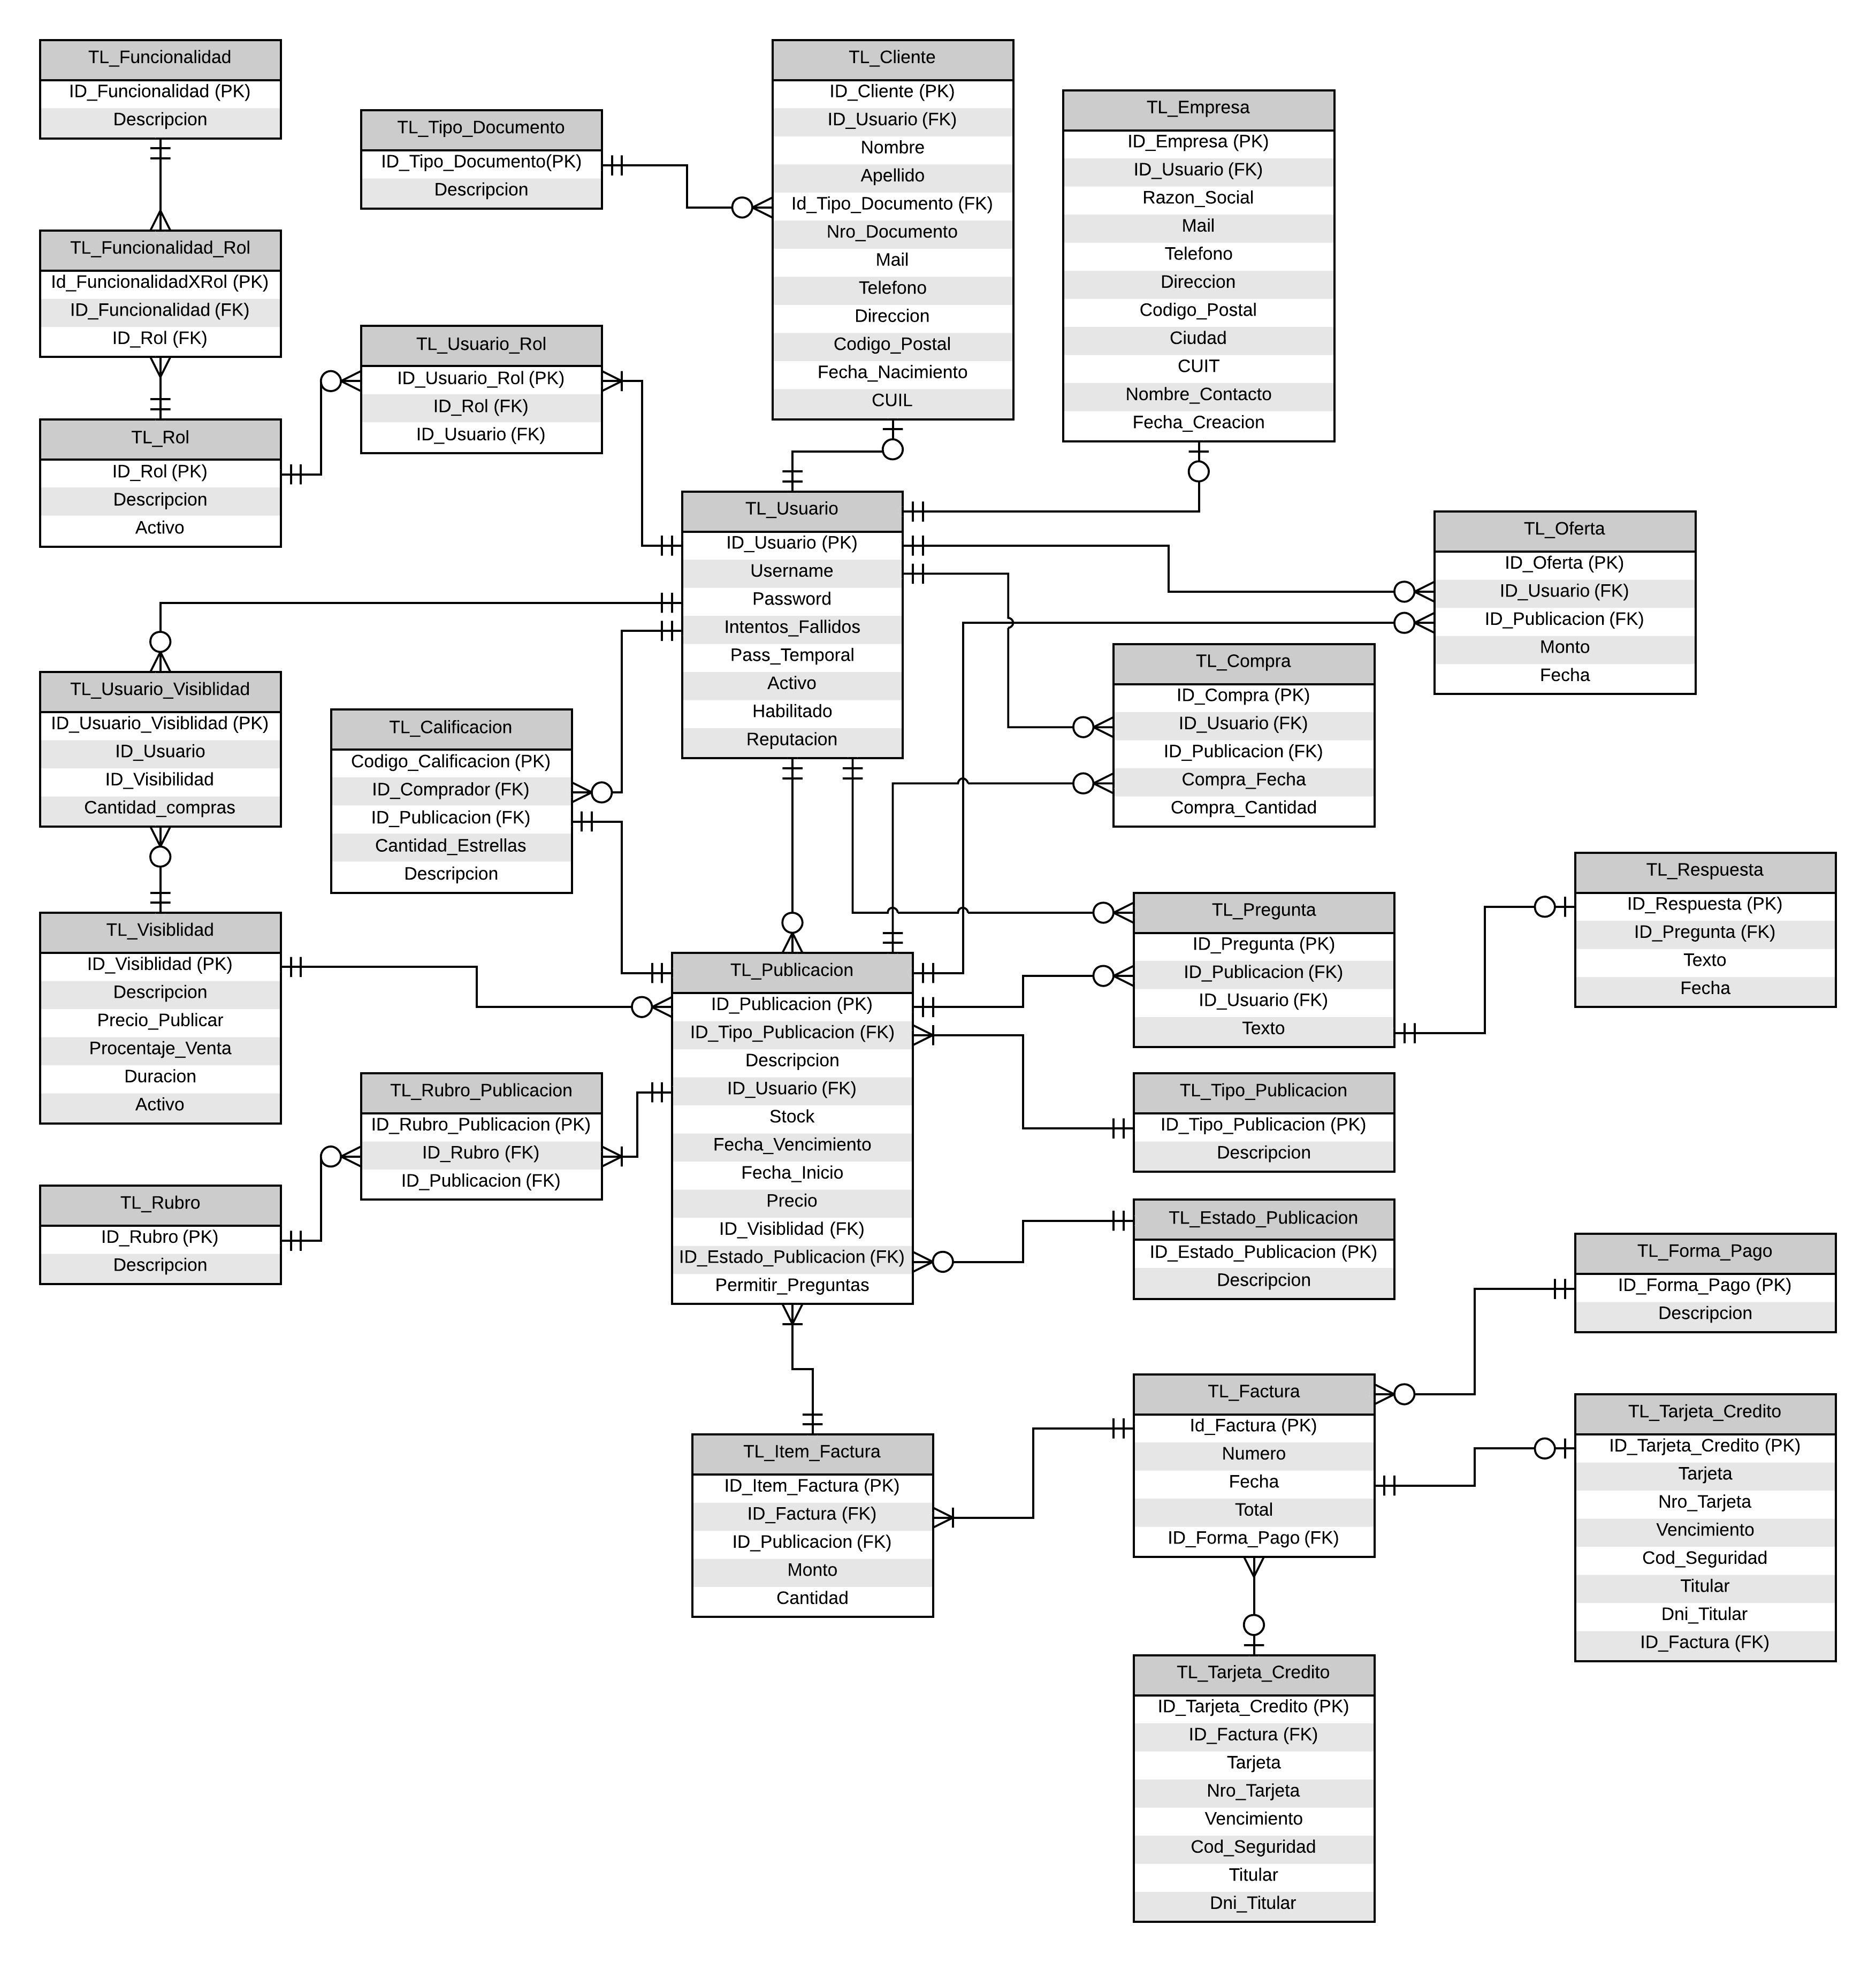 TL_Funcionalidad
ID_Funcionalidad (PK)
Descripcion
TL_Funcionalidad_Rol
Id_FuncionalidadXRol (PK)
ID_Funcionalidad (FK)
ID_Rol (FK)
TL_Rol
ID_Rol (PK)
Descripcion
Activo
TL_Tipo_Documento
ID_Tipo_Documento(PK)
Descripcion
TL_Usuario_Rol
ID_Usuario_Rol (PK)
ID_Rol (FK)
ID_Usuario (FK)
TL_Cliente
ID_Cliente (PK)
ID_Usuario (FK)
Nombre
Apellido
Id_Tipo_Documento (FK)
Nro_Documento
Mail
Telefono
Direccion
Codigo_Postal
Fecha_Nacimiento
CUIL
TL_Empresa
ID_Empresa (PK)
ID_Usuario (FK)
Razon_Social
Mail
Telefono
Direccion
Codigo_Postal
Ciudad
CUIT
Nombre_Contacto
Fecha_Creacion
TL_Usuario
ID_Usuario (PK)
Username
Password
Intentos_Fallidos
Pass_Temporal
Activo
Habilitado
Reputacion
TL_Oferta
ID_Oferta (PK)
ID_Usuario (FK)
ID_Publicacion (FK)
Monto
Fecha
TL_Compra
ID_Compra (PK)
ID_Usuario (FK)
ID_Publicacion (FK)
Compra_Fecha
Compra_Cantidad
TL_Usuario_Visiblidad
ID_Usuario_Visiblidad (PK)
ID_Usuario
ID_Visibilidad
Cantidad_compras
TL_Calificacion
Codigo_Calificacion (PK)
ID_Comprador (FK)
ID_Publicacion (FK)
Cantidad_Estrellas
Descripcion
TL_Visiblidad
ID_Visiblidad (PK)
Descripcion
Precio_Publicar
Procentaje_Venta
Duracion
Activo
TL_Rubro_Publicacion
ID_Rubro_Publicacion (PK)
ID_Rubro (FK)
ID_Publicacion (FK)
TL_Rubro
ID_Rubro (PK)
Descripcion
TL_Publicacion
ID_Publicacion (PK)
ID_Tipo_Publicacion (FK)
Descripcion
ID_Usuario (FK)
Stock
Fecha_Vencimiento
Fecha_Inicio
Precio
ID_Visiblidad (FK)
ID_Estado_Publicacion (FK)
Permitir_Preguntas
TL_Pregunta
ID_Pregunta (PK)
ID_Publicacion (FK)
ID_Usuario (FK)
Texto
TL_Respuesta
ID_Respuesta (PK)
ID_Pregunta (FK)
Texto
Fecha
TL_Tipo_Publicacion
ID_Tipo_Publicacion (PK)
Descripcion
TL_Estado_Publicacion
ID_Estado_Publicacion (PK)
Descripcion
TL_Forma_Pago
ID_Forma_Pago (PK)
Descripcion
TL_Item_Factura
ID_Item_Factura (PK)
ID_Factura (FK)
ID_Publicacion (FK)
Monto
Cantidad
TL_Factura
Id_Factura (PK)
Numero
Fecha
Total
ID_Forma_Pago (FK)
TL_Tarjeta_Credito
ID_Tarjeta_Credito (PK)
Tarjeta
Nro_Tarjeta
Vencimiento
Cod_Seguridad
Titular
Dni_Titular
ID_Factura (FK)
TL_Tarjeta_Credito
ID_Tarjeta_Credito (PK)
ID_Factura (FK)
Tarjeta
Nro_Tarjeta
Vencimiento
Cod_Seguridad
Titular
Dni_Titular